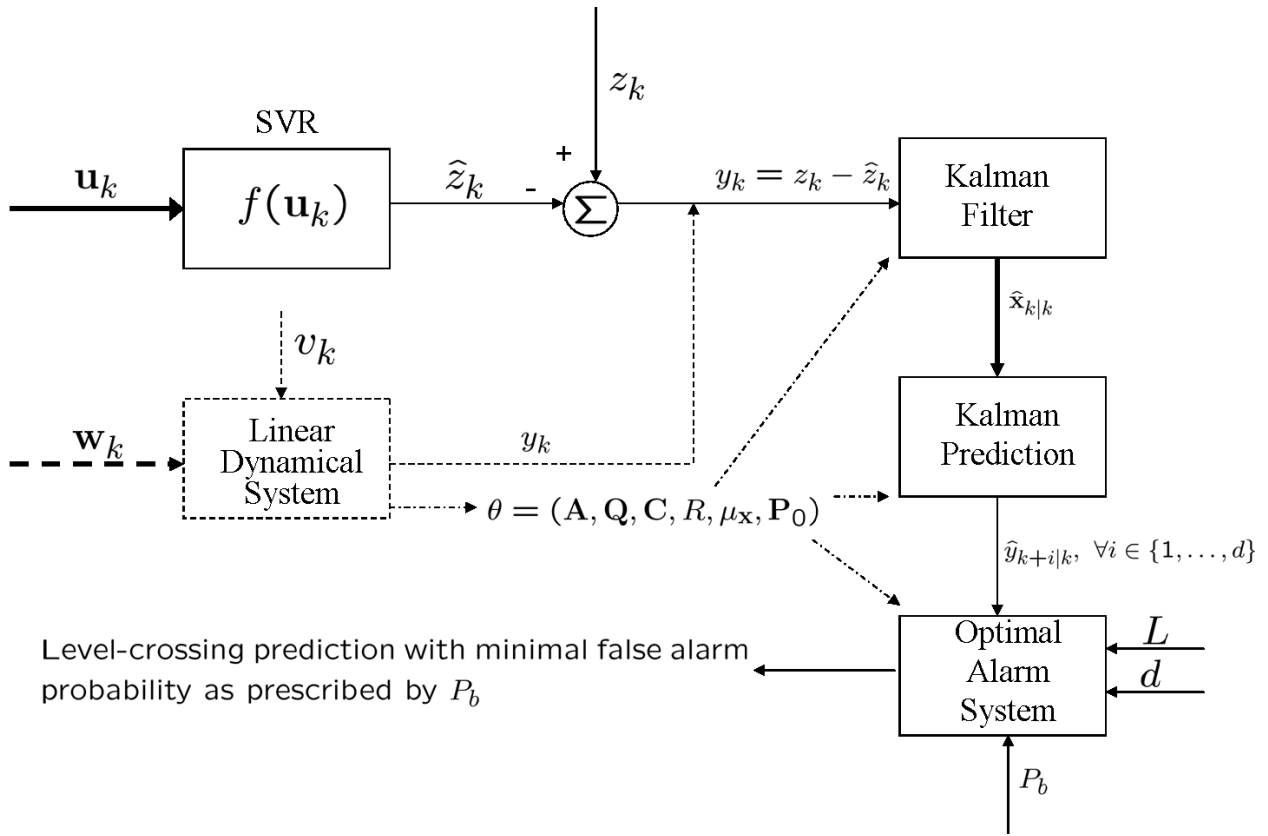 z_k
SVR
u_k
f(u_k)
ẑ_k
+
-
Σ
y_k = z_k − ẑ_k
Kalman
Filter
x̂_{k|k}
v_k
w_k
Linear
Dynamical
System
y_k
θ = (A, Q, C, R, μ_x, P_0)
Kalman
Prediction
ŷ_{k+i|k}, ∀i ∈ {1, . . . , d}
Level-crossing prediction with minimal false alarm
probability as prescribed by P_b
Optimal
Alarm
System
L
d
P_b